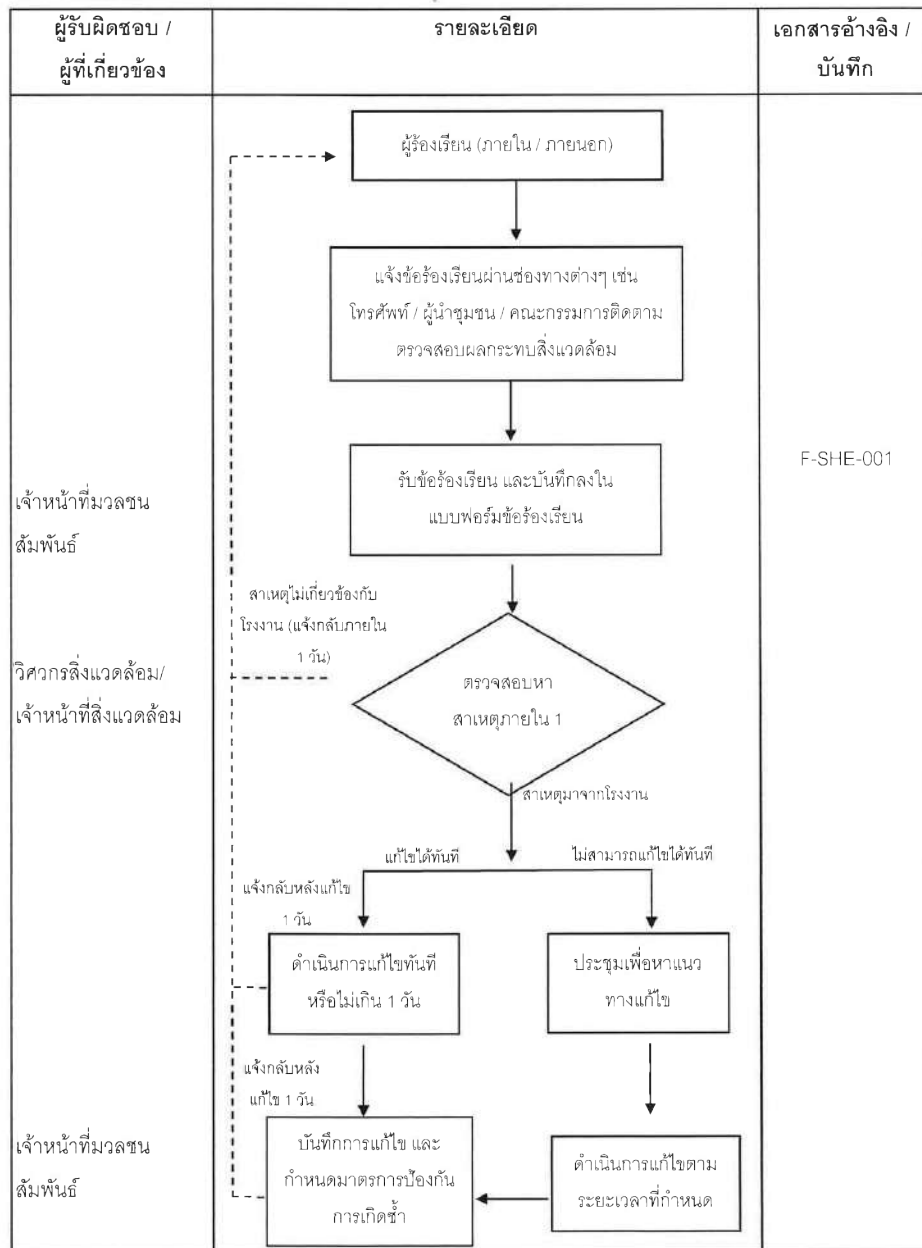 ผู้รับผิดชอบ /
ผู้ที่เกี่ยวข้อง
รายละเอียด
เอกสารอ้างอิง /
บันทึก
ผู้ร้องเรียน (ภายใน / ภายนอก)
แจ้งข้อร้องเรียนผ่านช่องทางต่างๆ เช่น
โทรศัพท์ / ผู้นำชุมชน / คณะกรรมการติดตาม
ตรวจสอบผลกระทบสิ่งแวดล้อม
เจ้าหน้าที่มวลชน
สัมพันธ์
รับข้อร้องเรียน และบันทึกลงใน
แบบฟอร์มข้อร้องเรียน
F-SHE-001
สาเหตุไม่เกี่ยวข้องกับ
โรงงาน (แจ้งกลับภายใน
1 วัน)
วิศวกรสิ่งแวดล้อม/
เจ้าหน้าที่สิ่งแวดล้อม
ตรวจสอบหา
สาเหตุภายใน 1
สาเหตุมาจากโรงงาน
แก้ไขได้ทันที
ไม่สามารถแก้ไขได้ทันที
แจ้งกลับหลังแก้ไข
1 วัน
ดำเนินการแก้ไขทันที
หรือไม่เกิน 1 วัน
ประชุมเพื่อหาแนว
ทางแก้ไข
แจ้งกลับหลัง
แก้ไข 1 วัน
เจ้าหน้าที่มวลชน
สัมพันธ์
บันทึกการแก้ไข และ
กำหนดมาตรการป้องกัน
การเกิดซ้ำ
ดำเนินการแก้ไขตาม
ระยะเวลาที่กำหนด